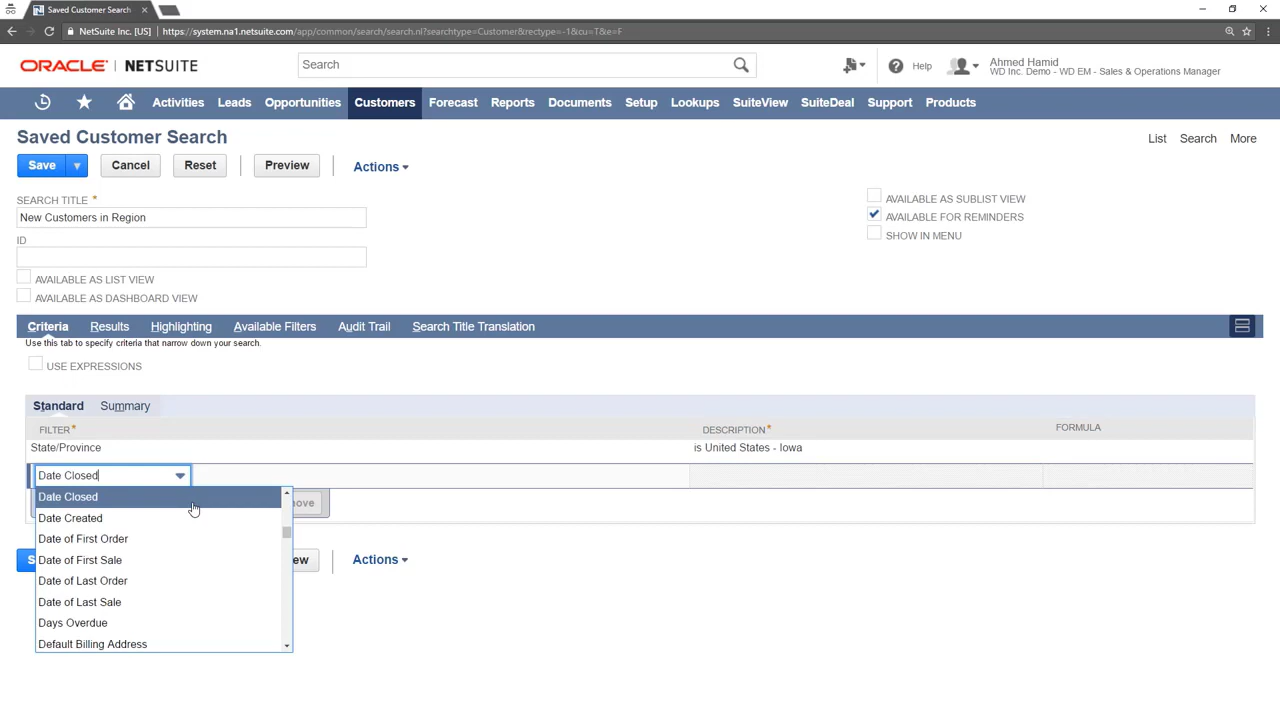 Saved Customer Search
NetSuite Inc. [US] https://system.na1.netsuite.com/app/common/search/search.nl?searchtype=Customer&rectype=-1&cu=T&e=F
ORACLE NETSUITE
Search
Help
Ahmed Hamid
WD Inc. Demo - WD EM - Sales & Operations Manager
Activities Leads Opportunities Customers Forecast Reports Documents Setup Lookups SuiteView SuiteDeal Support Products
Saved Customer Search
List Search More
Save Cancel Reset Preview Actions
SEARCH TITLE *
New Customers in Region
ID
AVAILABLE AS LIST VIEW
AVAILABLE AS DASHBOARD VIEW
AVAILABLE AS SUBLIST VIEW
AVAILABLE FOR REMINDERS
SHOW IN MENU
Criteria Results Highlighting Available Filters Audit Trail Search Title Translation
Use this tab to specify criteria that narrow down your search.
USE EXPRESSIONS
Standard Summary
FILTER * DESCRIPTION * FORMULA
State/Province is United States - Iowa
Date Closed
Date Closed
Date Created
Date of First Order
Date of First Sale
Date of Last Order
Date of Last Sale
Days Overdue
Default Billing Address
Actions